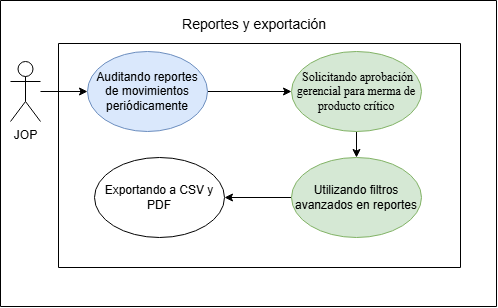 Reportes y exportación
Auditando reportes
de movimientos
periódicamente
Solicitando aprobación
gerencial para merma de
producto crítico
JOP
Exportando a CSV y
PDF
Utilizando filtros
avanzados en reportes